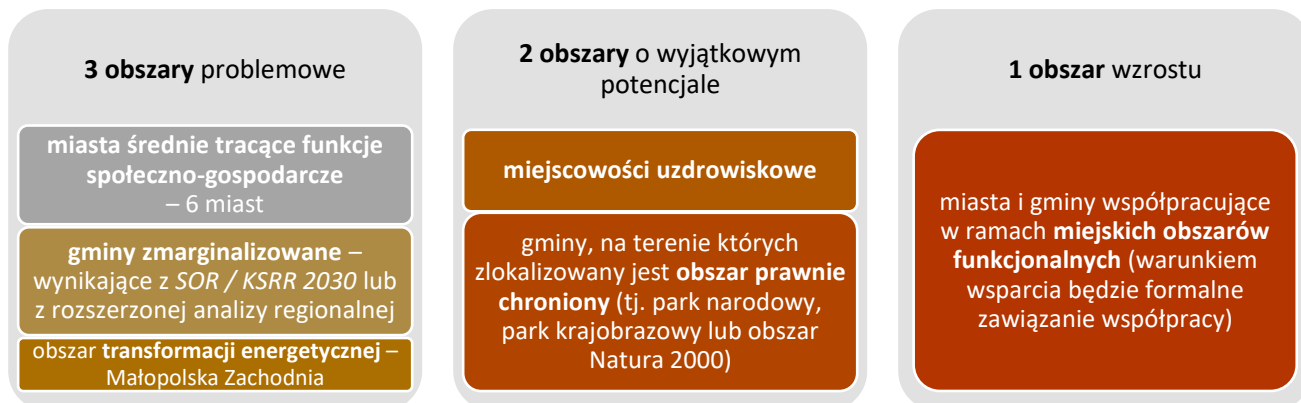 3 obszary problemowe
miasta średnie tracące funkcje
społeczno-gospodarcze
– 6 miast
gminy zmarginalizowane –
wynikające z SOR / KSRR 2030 lub
z rozszerzonej analizy regionalnej
obszar transformacji energetycznej –
Małopolska Zachodnia
2 obszary o wyjątkowym
potencjale
miejscowości uzdrowiskowe
gminy, na terenie których
zlokalizowany jest obszar prawnie
chroniony (tj. park narodowy,
park krajobrazowy lub obszar
Natura 2000)
1 obszar wzrostu
miasta i gminy współpracujące
w ramach miejskich obszarów
funkcjonalnych (warunkiem
wsparcia będzie formalne
zawiązanie współpracy)